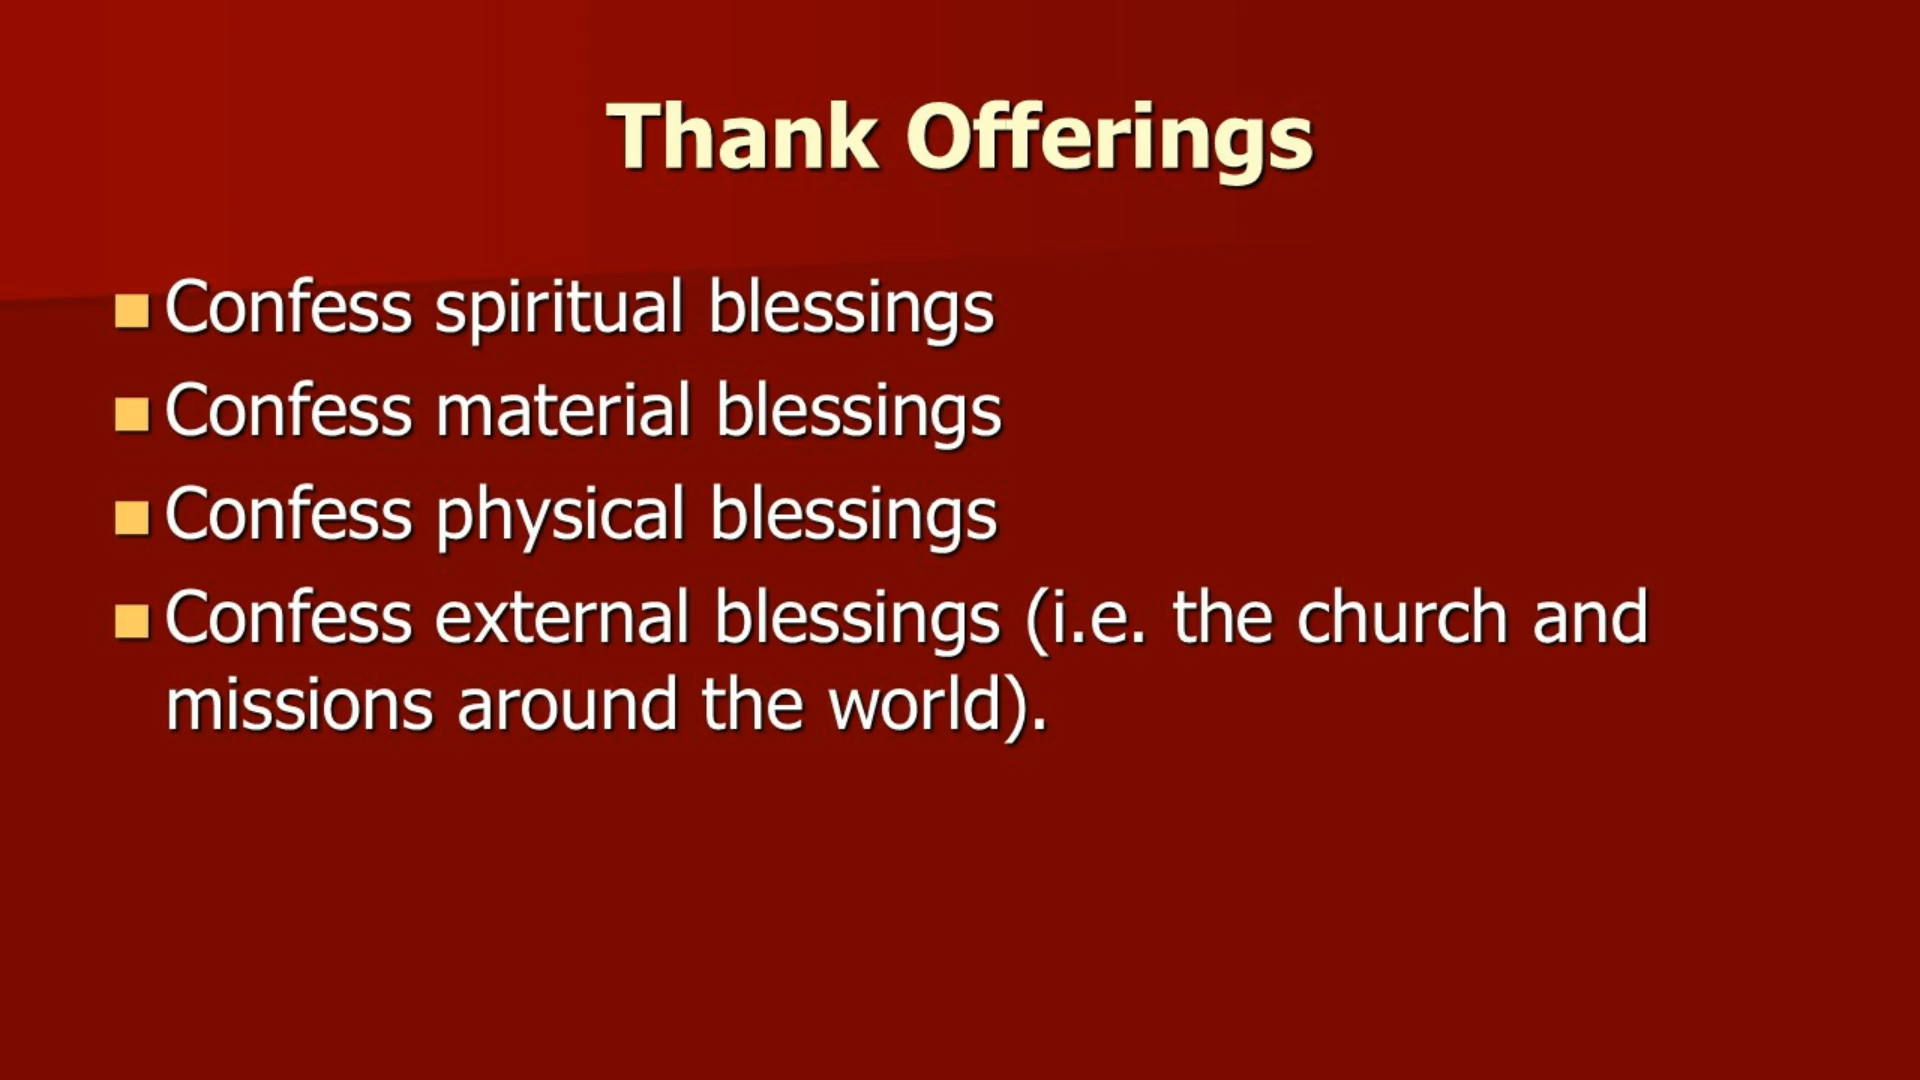 Thank Offerings
Confess spiritual blessings
Confess material blessings
Confess physical blessings
Confess external blessings (i.e. the church and
missions around the world).